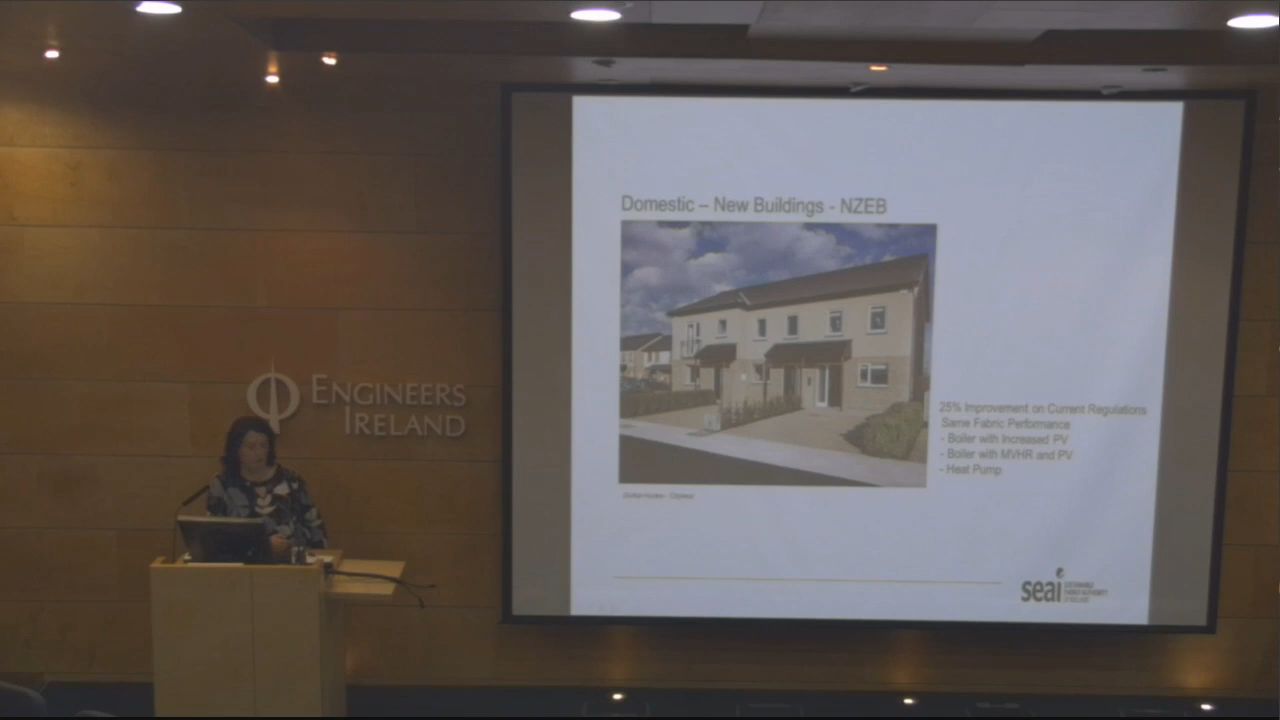 ENGINEERS
IRELAND
Domestic – New Buildings - NZEB
25% Improvement on Current Regulations
Same Fabric Performance
- Boiler with Increased PV
- Boiler with MVHR and PV
- Heat Pump
seai